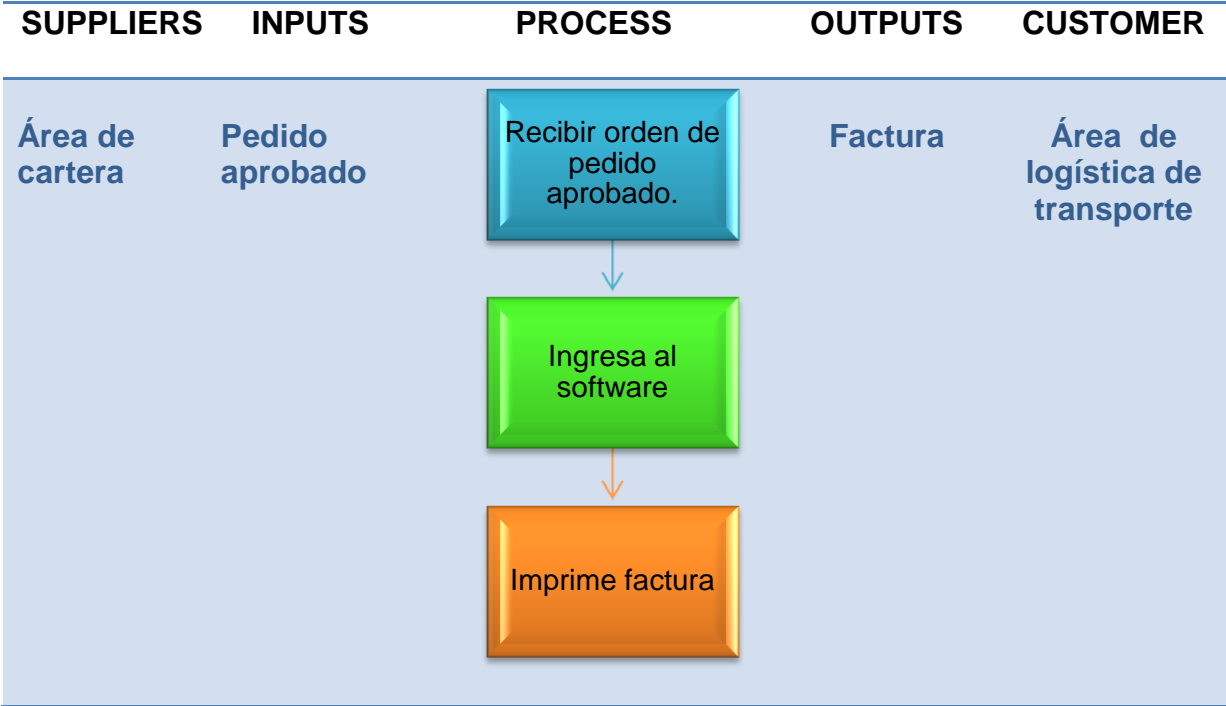 SUPPLIERS INPUTS PROCESS OUTPUTS CUSTOMER
Área de
cartera
Pedido
aprobado
Recibir orden de
pedido
aprobado.
Ingresa al
software
Imprime factura
Factura
Área de
logística de
transporte